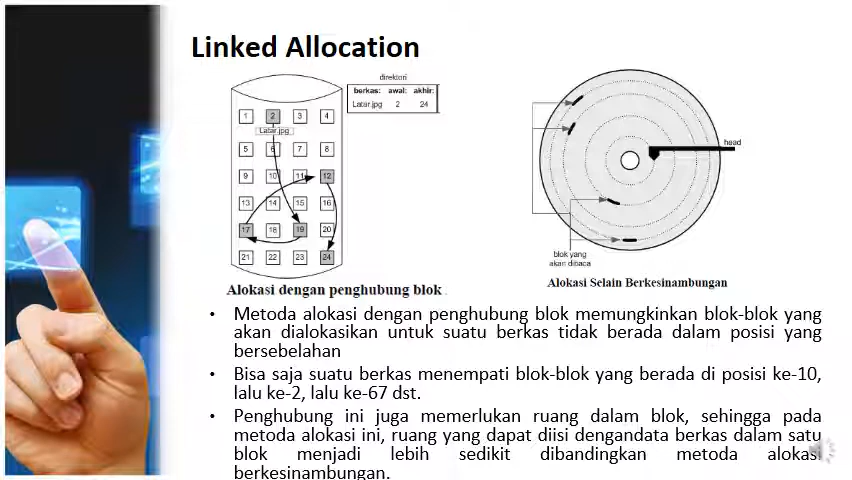 Linked Allocation
direktori
berkas: awal: akhir:
Latar.jpg 2 24
1 2 3 4
Latar.jpg
5 6 7 8
9 10 11 12
13 14 15 16
17 18 19 20
21 22 23 24
Alokasi dengan penghubung blok
head
blok yang
akan dibaca
Alokasi Selain Berkesinambungan
• Metoda alokasi dengan penghubung blok memungkinkan blok-blok yang
akan dialokasikan untuk suatu berkas tidak berada dalam posisi yang
bersebelahan
• Bisa saja suatu berkas menempati blok-blok yang berada di posisi ke-10,
lalu ke-2, lalu ke-67 dst.
• Penghubung ini juga memerlukan ruang dalam blok, sehingga pada
metoda alokasi ini, ruang yang dapat diisi dengandata berkas dalam satu
blok menjadi lebih sedikit dibandingkan metoda alokasi
berkesinambungan.